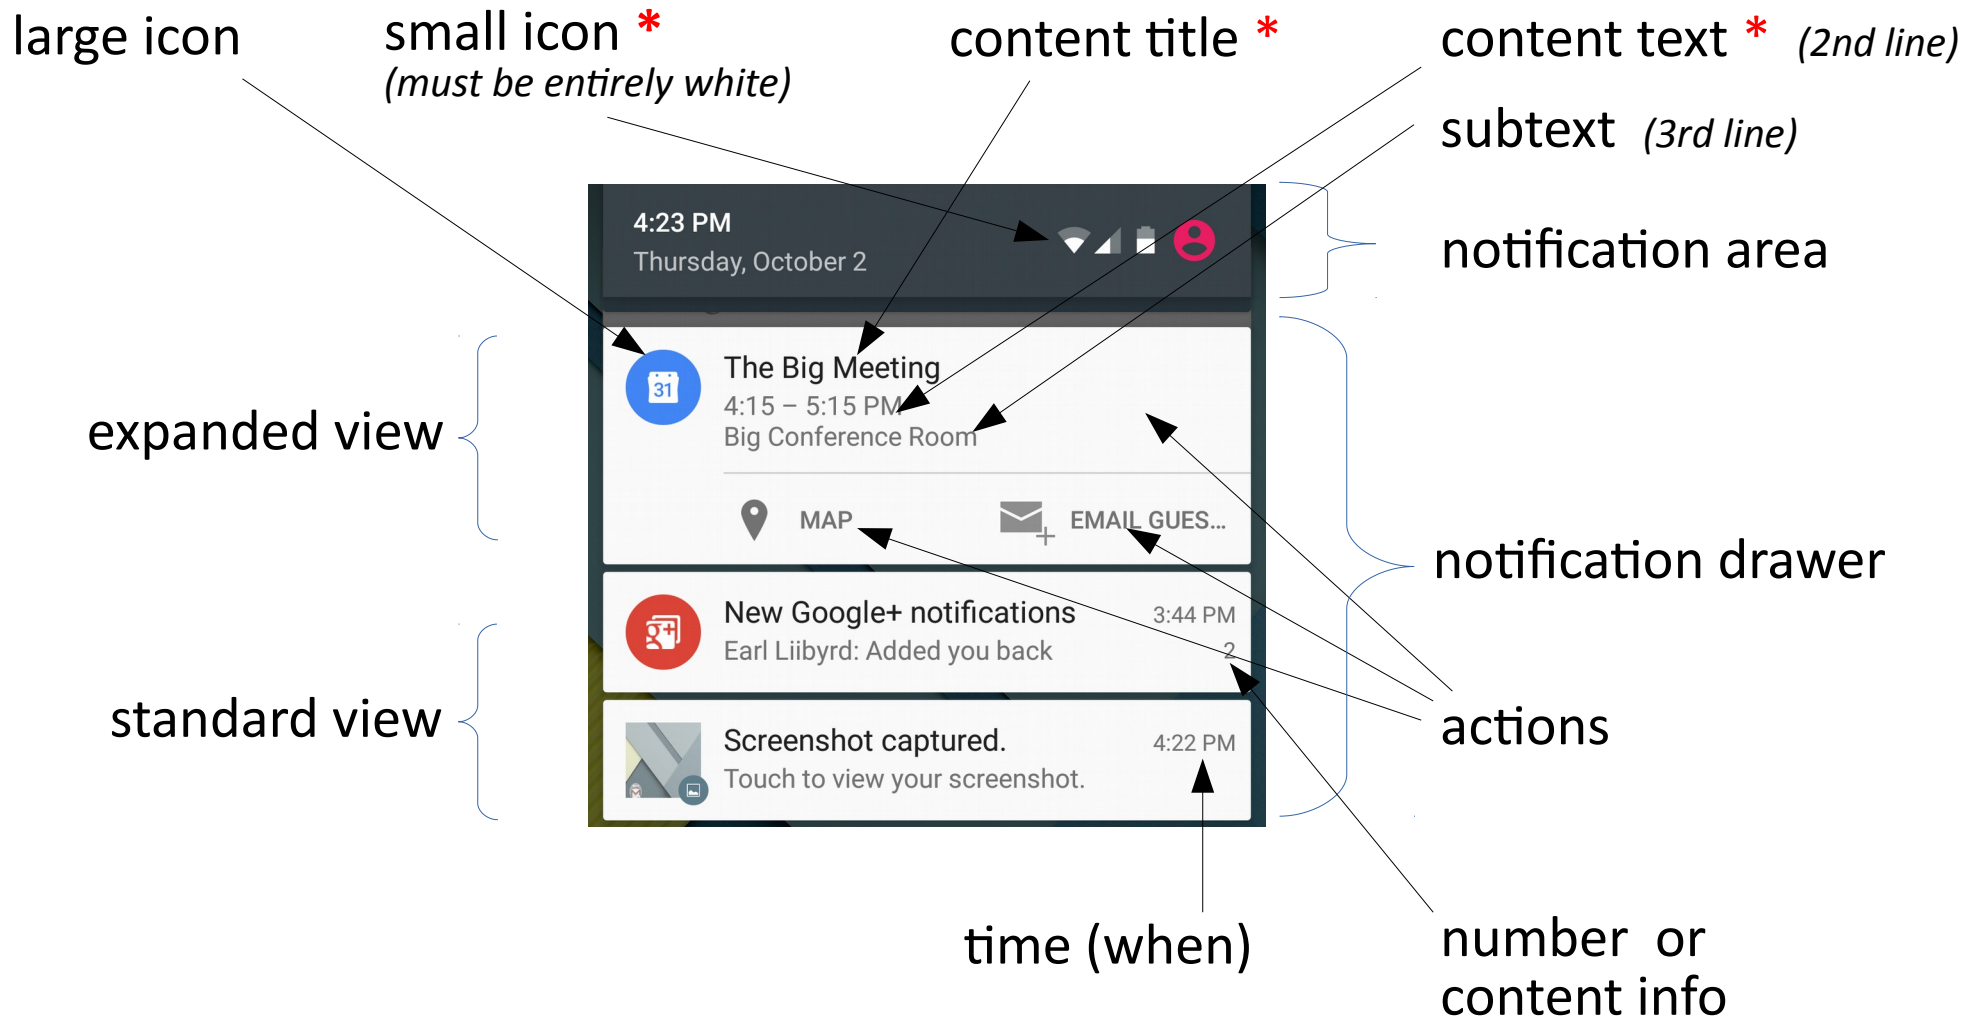 large icon
small icon *
(must be entirely white)
content title *
content text * (2nd line)
subtext (3rd line)
4:23 PM
Thursday, October 2
notification area
expanded view
31
The Big Meeting
4:15 – 5:15 PM
Big Conference Room
MAP
EMAIL GUES...
notification drawer
standard view
g+
New Google+ notifications
3:44 PM
Earl Liibyrd: Added you back
2
actions
Screenshot captured.
4:22 PM
Touch to view your screenshot.
time (when)
number or
content info